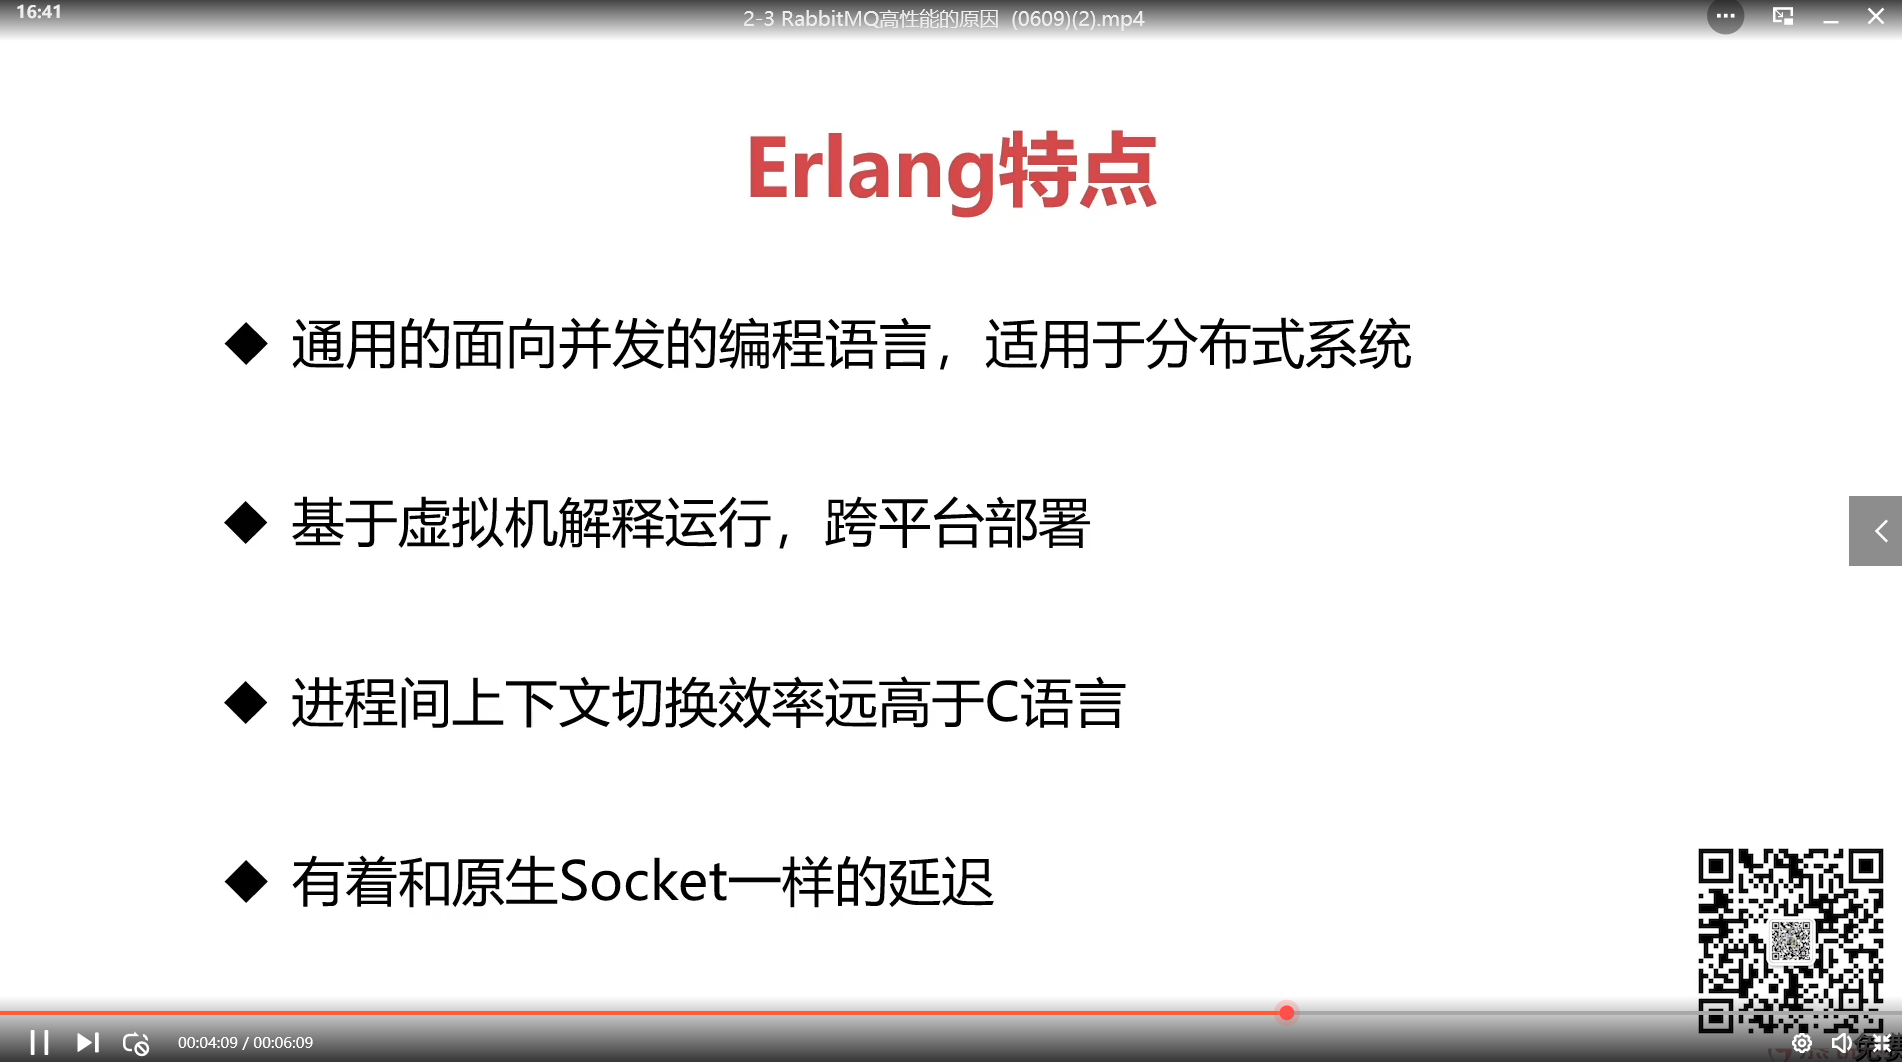 16:41
2-3 RabbitMQ高性能的原因 (0609)(2).mp4
Erlang特点
◆ 通用的面向并发的编程语言，适用于分布式系统
◆ 基于虚拟机解释运行，跨平台部署
◆ 进程间上下文切换效率远高于C语言
◆ 有着和原生Socket一样的延迟
00:04:09 / 00:06:09